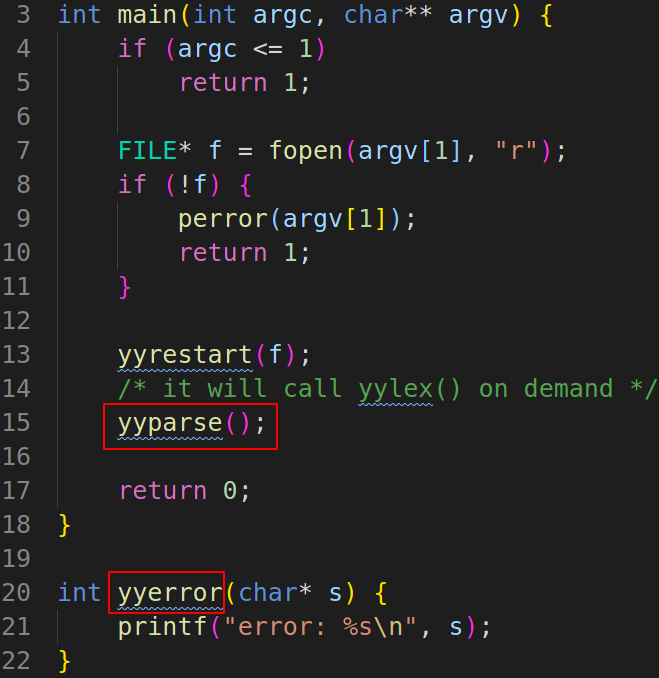 3 int main(int argc, char** argv) {
4     if (argc <= 1)
5         return 1;
6
7     FILE* f = fopen(argv[1], "r");
8     if (!f) {
9         perror(argv[1]);
10         return 1;
11     }
12
13     yyrestart(f);
14     /* it will call yylex() on demand */
15     yyparse();
16
17     return 0;
18 }
19
20 int yyerror(char* s) {
21     printf("error: %s\n", s);
22 }